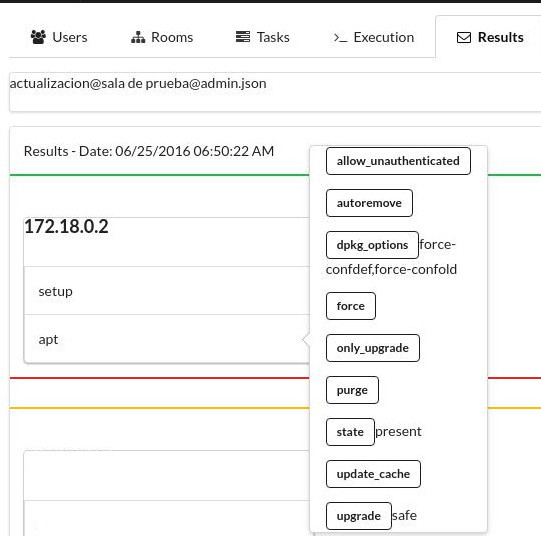 Users Rooms Tasks Execution Results
actualizacion@sala de prueba@admin.json
Results - Date: 06/25/2016 06:50:22 AM
172.18.0.2
setup
apt
allow_unauthenticated
autoremove
dpkg_options force-
confdef,force-confold
force
only_upgrade
purge
state present
update_cache
upgrade safe